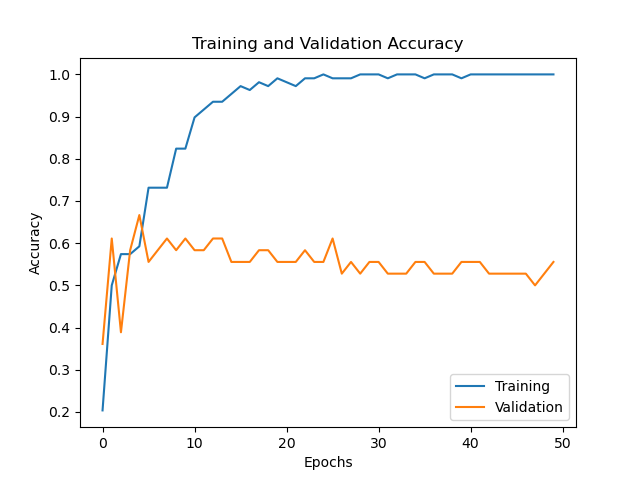 Training and Validation Accuracy
1.0
0.9
0.8
0.7
0.6
0.5
0.4
0.3
0.2
Accuracy
0 10 20 30 40 50
Epochs
Training
Validation